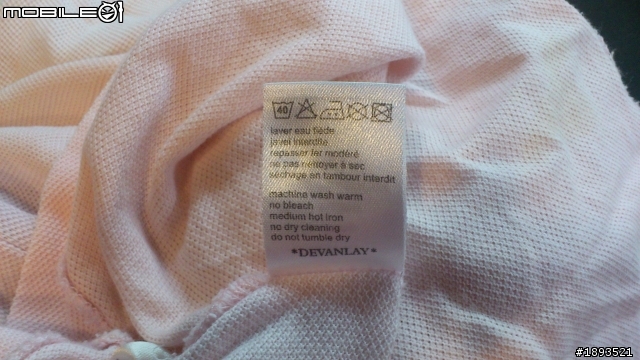 MOBILE01
40
laver eau tiède
javel interdite
repasser fer modéré
ne pas nettoyer à sec
séchage en tambour interdit
machine wash warm
no bleach
medium hot iron
no dry cleaning
do not tumble dry
*DEVANLAY*
#1893521